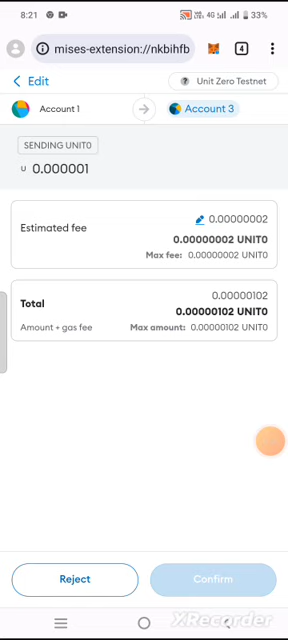 8:21 4G 33%
mises-extension://nkbihfb 4
Edit ? Unit Zero Testnet
Account 1 Account 3
SENDING UNIT0
U 0.000001
Estimated fee 0.00000002
0.00000002 UNIT0
Max fee: 0.00000002 UNIT0
Total 0.00000102
0.00000102 UNIT0
Amount + gas fee Max amount: 0.00000102 UNIT0
Reject Confirm
XRecorder